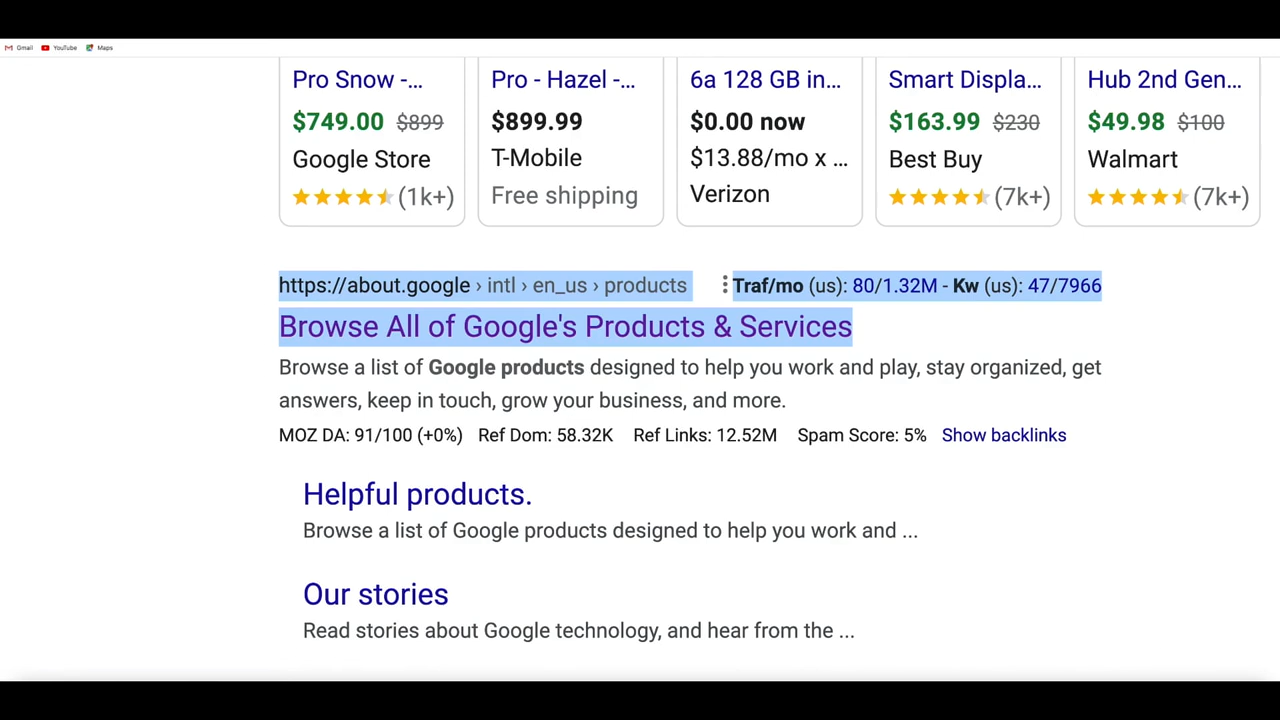 Gmail YouTube Maps
Pro Snow -... Pro - Hazel -... 6a 128 GB in... Smart Displa... Hub 2nd Gen...
$749.00 $899 $899.99 $0.00 now $163.99 $230 $49.98 $100
Google Store T-Mobile $13.88/mo x ... Best Buy Walmart
(1k+) Free shipping Verizon (7k+) (7k+)
https://about.google › intl › en_us › products Traf/mo (us): 80/1.32M - Kw (us): 47/7966
Browse All of Google's Products & Services
Browse a list of Google products designed to help you work and play, stay organized, get
answers, keep in touch, grow your business, and more.
MOZ DA: 91/100 (+0%) Ref Dom: 58.32K Ref Links: 12.52M Spam Score: 5% Show backlinks
Helpful products.
Browse a list of Google products designed to help you work and ...
Our stories
Read stories about Google technology, and hear from the ...